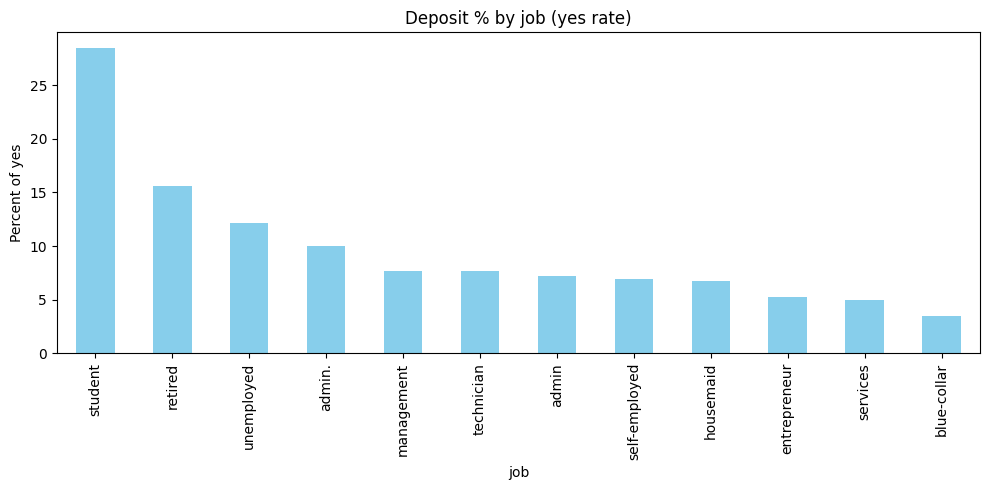 Deposit % by job (yes rate)
Percent of yes
25
20
15
10
5
0
student
retired
unemployed
admin.
management
technician
admin
self-employed
housemaid
entrepreneur
services
blue-collar
job